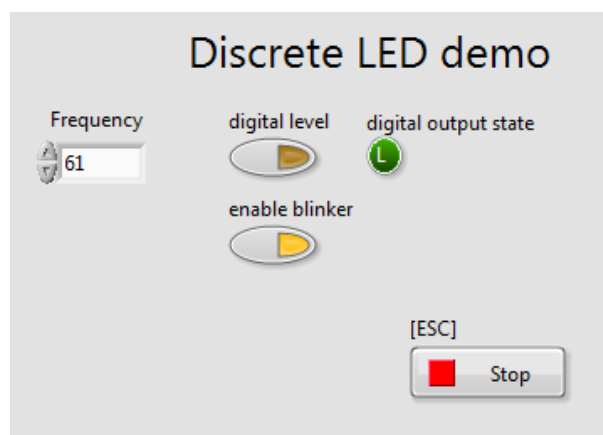 Discrete LED demo
Frequency
digital level
digital output state
61
L
enable blinker
[ESC]
Stop